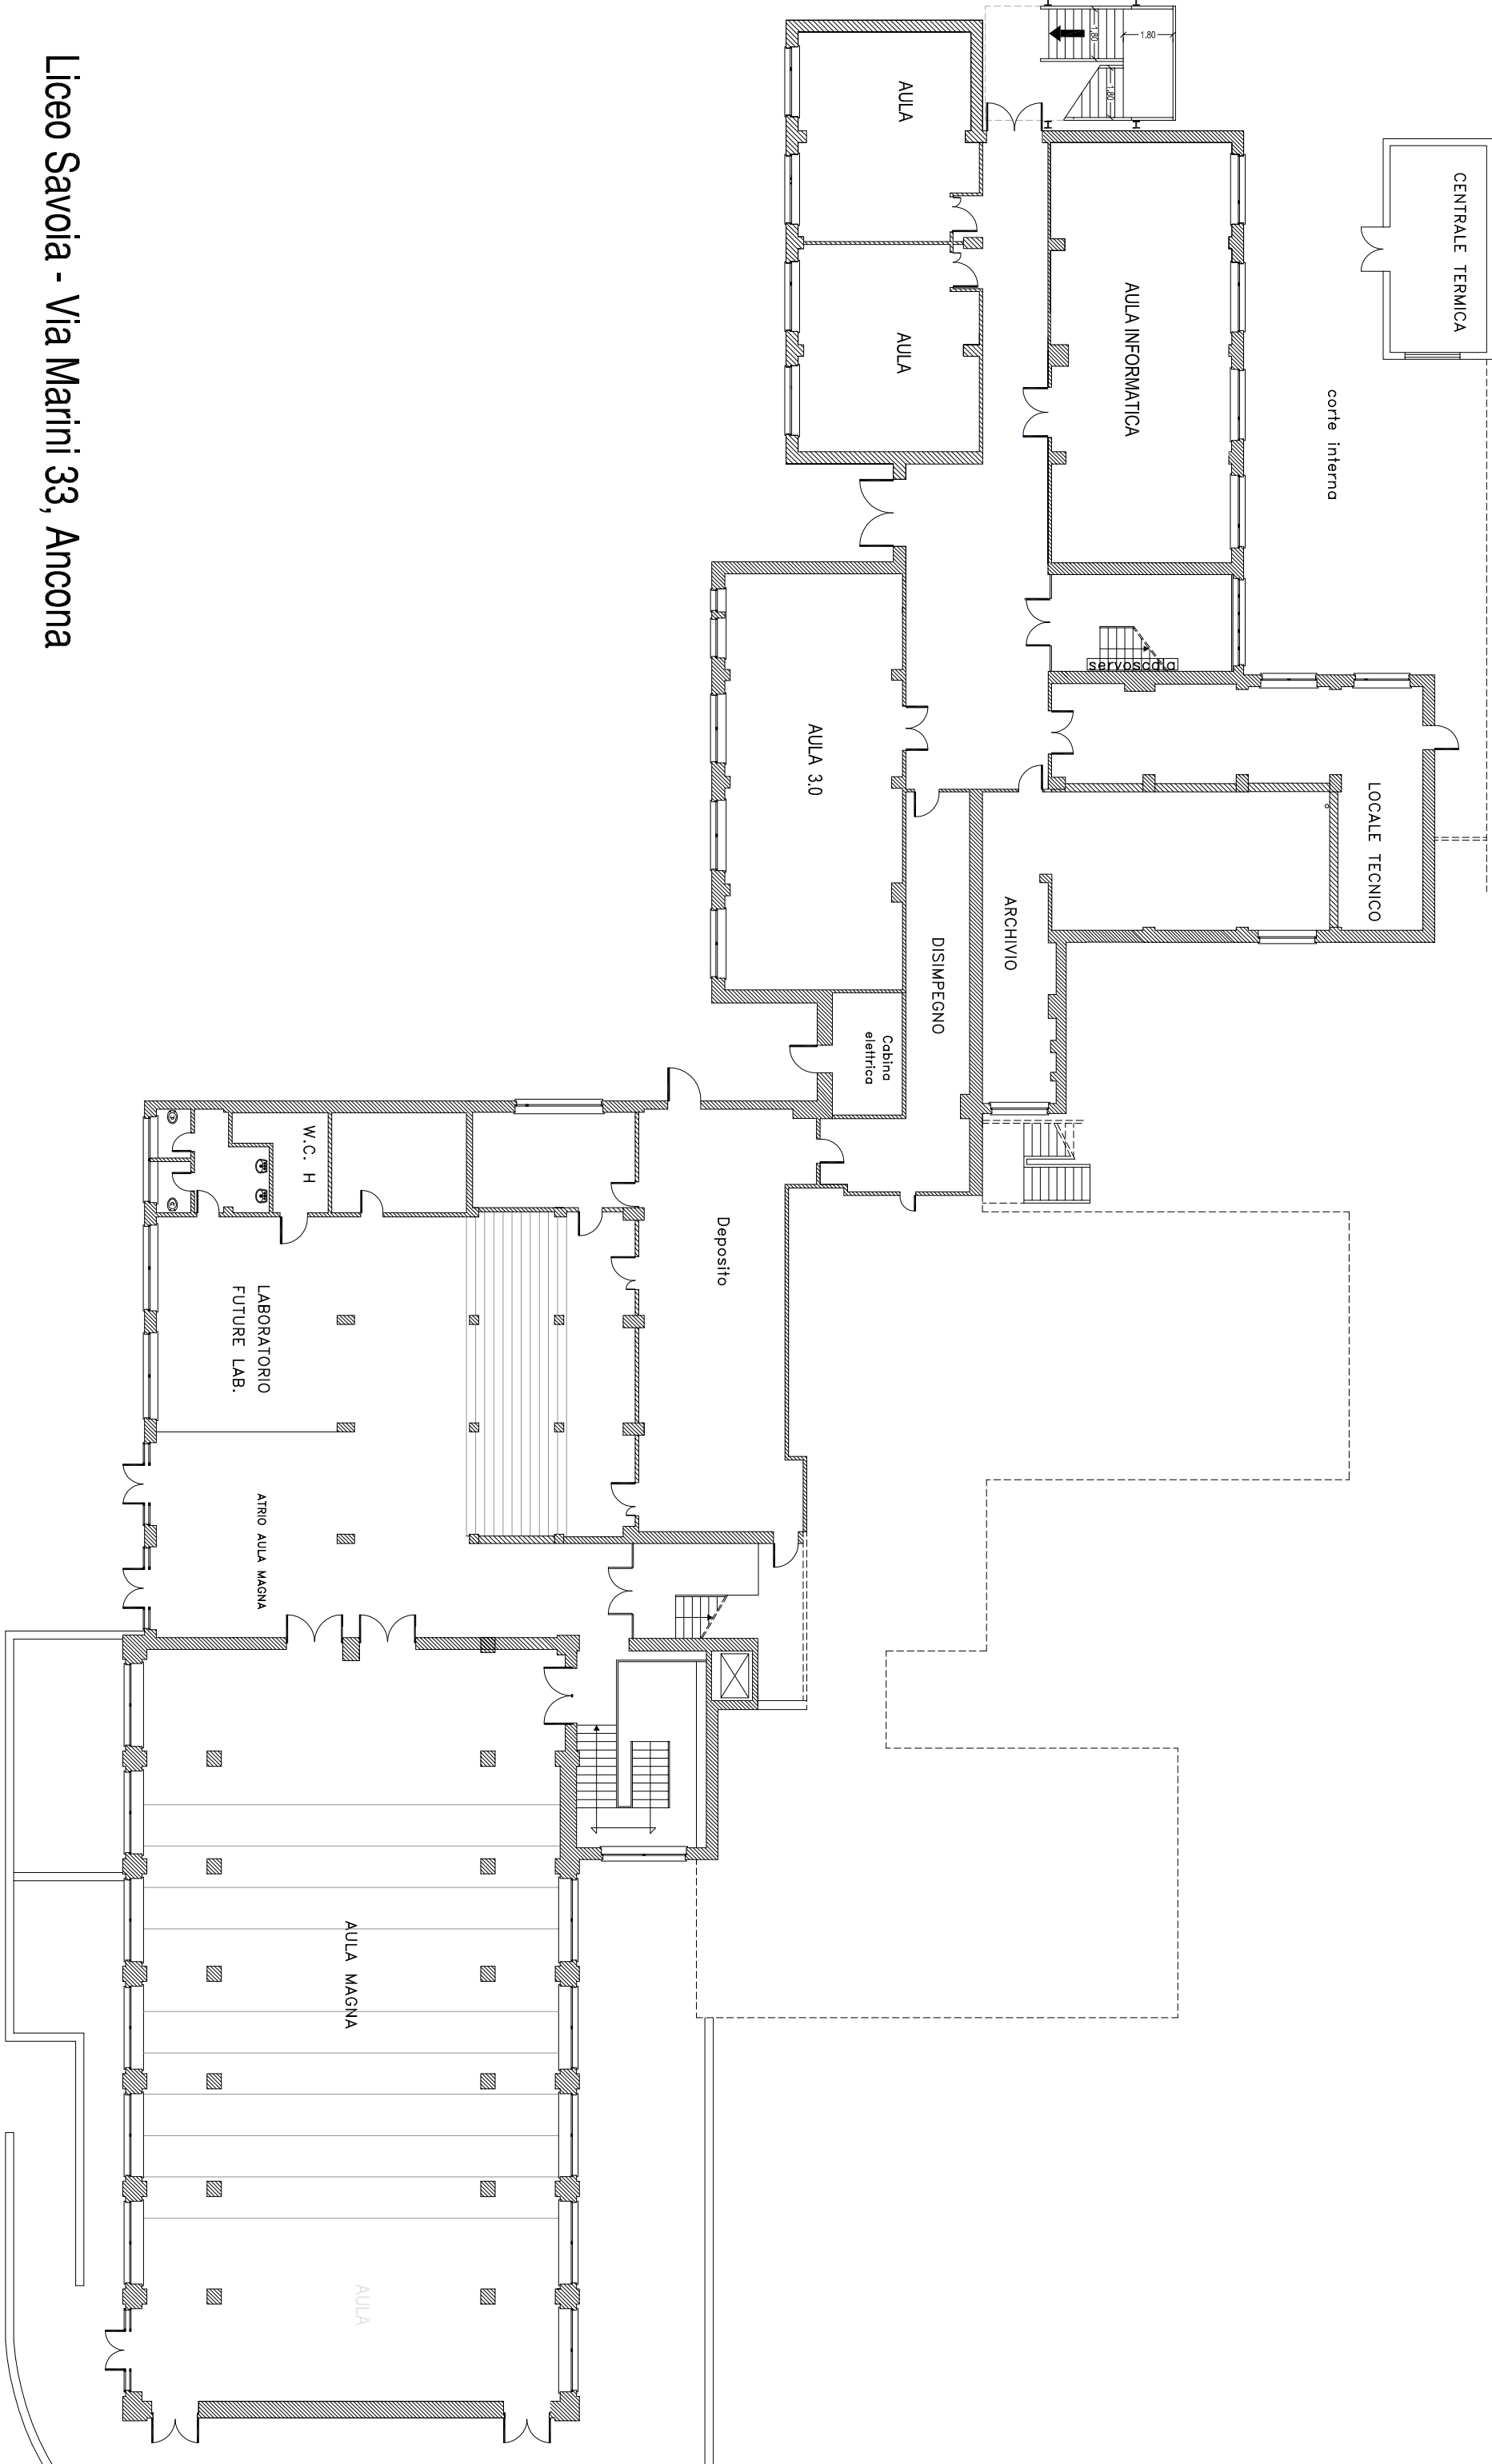 Liceo Savoia - Via Marini 33, Ancona
CENTRALE TERMICA
corte interna
1.80
1.80
1.80
AULA
AULA
AULA INFORMATICA
servoscala
LOCALE TECNICO
AULA 3.0
ARCHIVIO
DISIMPEGNO
Cabina
elettrica
Deposito
W.C. H
LABORATORIO
FUTURE LAB.
ATRIO AULA MAGNA
AULA MAGNA
AULA